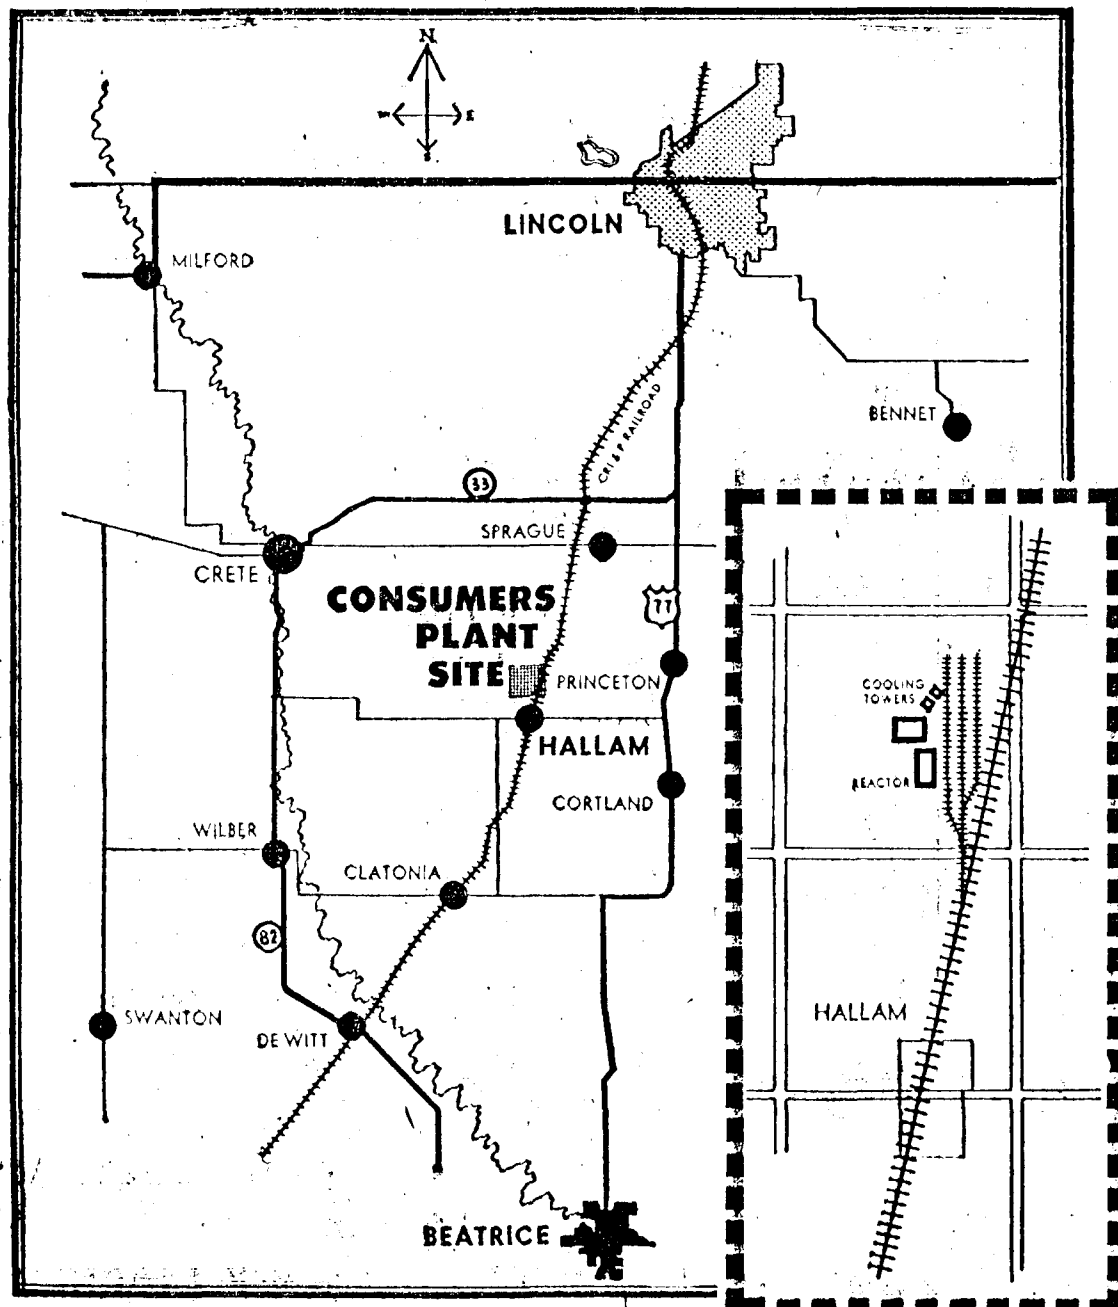 N
W
E
S
LINCOLN
MILFORD
BENNET
CRI & P RAILROAD
33
SPRAGUE
CRETE
CONSUMERS
PLANT
SITE
77
PRINCETON
HALLAM
CORTLAND
WILBER
CLATONIA
82
SWANTON
DE WITT
BEATRICE
COOLING
TOWERS
REACTOR
HALLAM